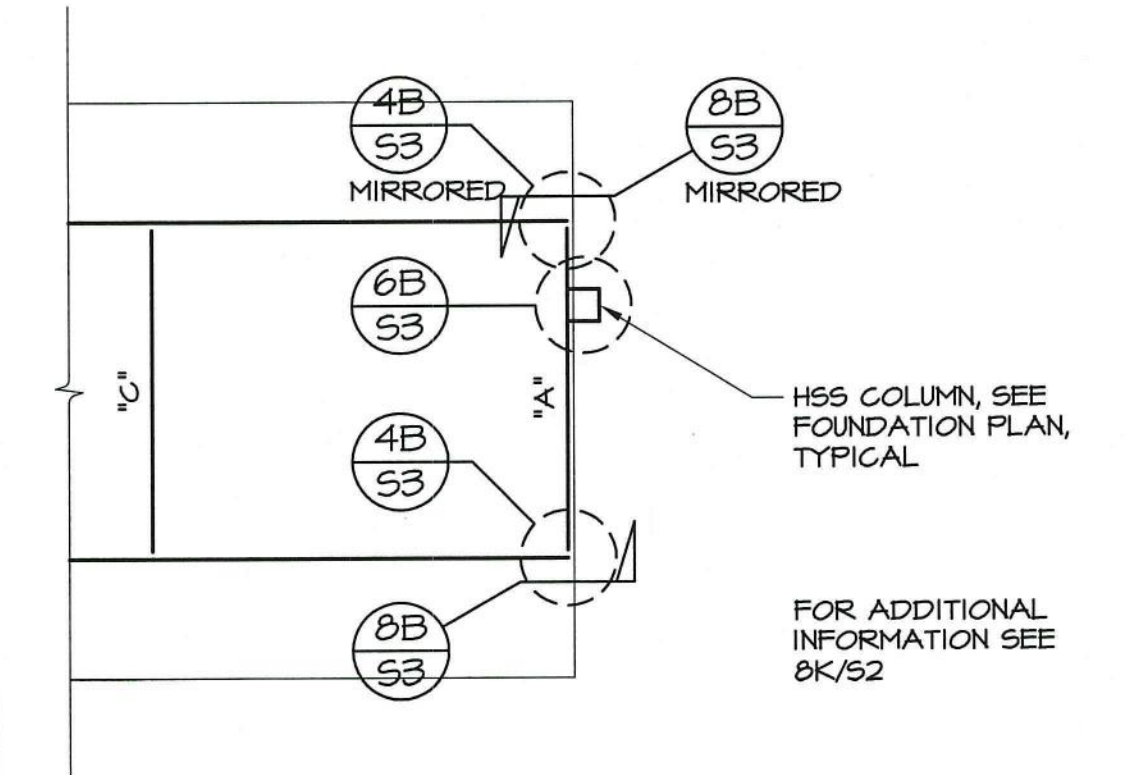 4B
S3
MIRRORED
8B
S3
MIRRORED
6B
S3
"C"
"A"
HSS COLUMN, SEE
FOUNDATION PLAN,
TYPICAL
4B
S3
8B
S3
FOR ADDITIONAL
INFORMATION SEE
8K/S2